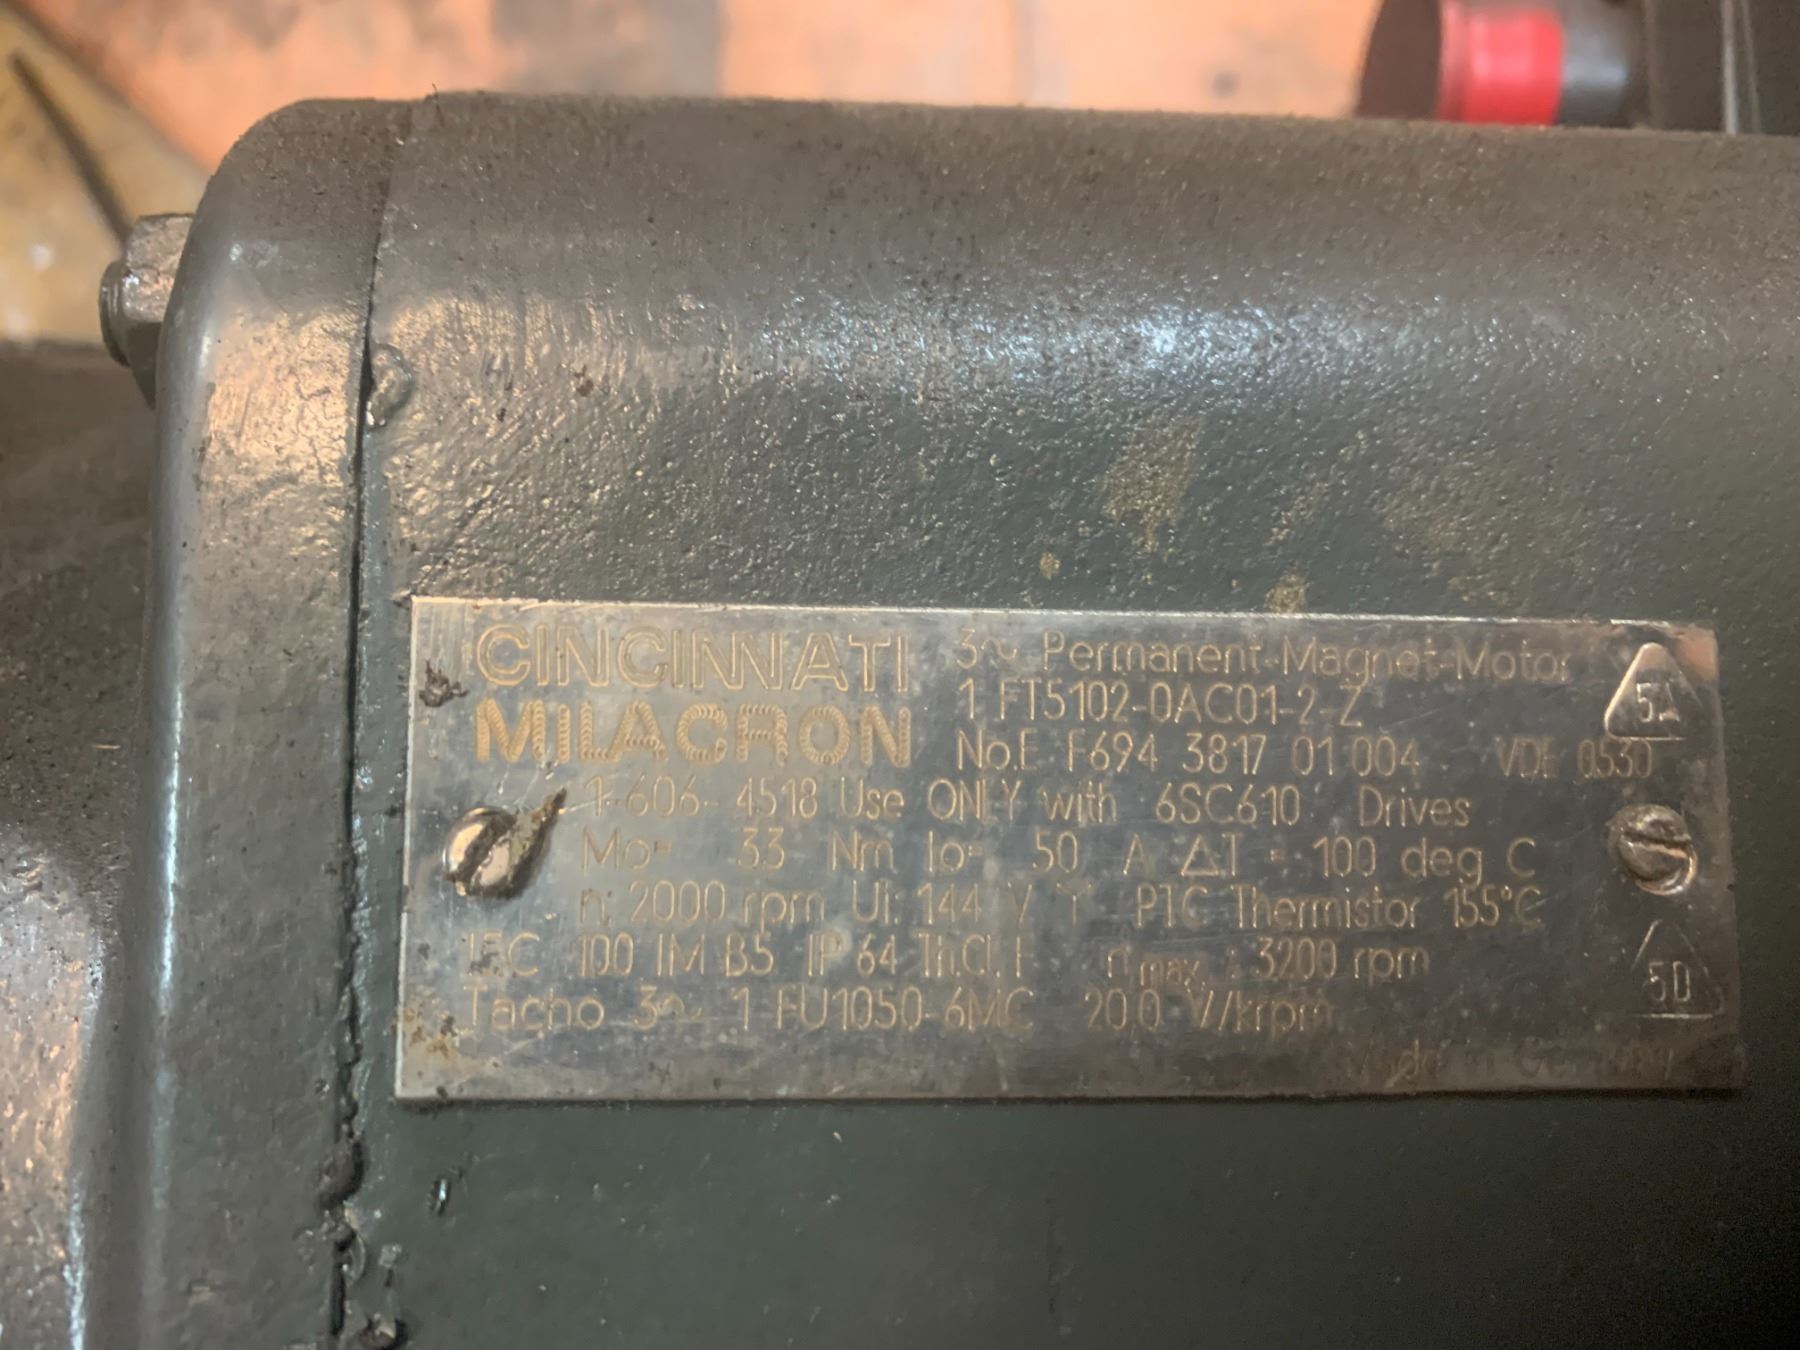 CINCINNATI
MILACRON
3~ Permanent-Magnet-Motor
1 FT5102-0AC01-2-Z
No.E F694 3817 01 004 VDE 0530
1-606-4518 Use ONLY with 6SC610 Drives
Mo= 33 Nm Io= 50 A ΔT = 100 deg C
n: 2000 rpm Ui: 144 V Y PTC Thermistor 155°C
IEC 100 IM B5 IP 64 Th.Cl. F nmax. : 3200 rpm
Tacho 3~ 1 FU1050-6MC 20,0 V/krpm
Made in Germany
5D